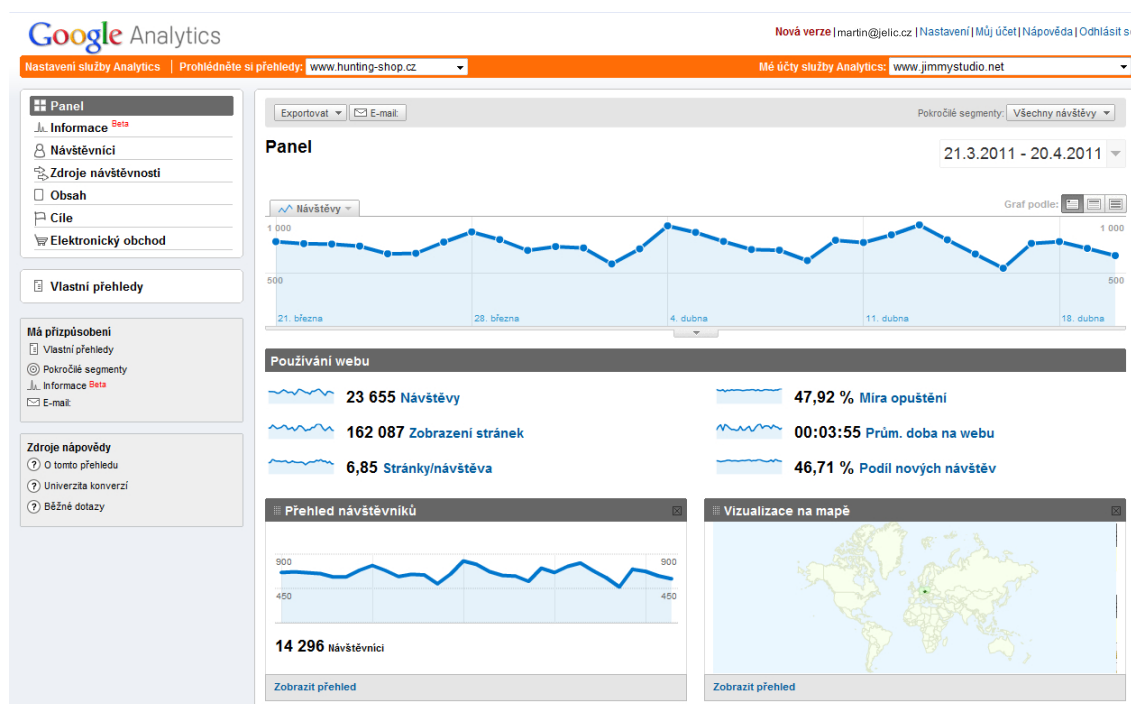 Google Analytics
Nová verze | martin@jelic.cz | Nastavení | Můj účet | Nápověda | Odhlásit
Nastavení služby Analytics | Prohlédněte si přehledy: www.hunting-shop.cz
Mé účty služby Analytics: www.jimmystudio.net
Panel
Informace Beta
Návštěvníci
Zdroje návštěvnosti
Obsah
Cíle
Elektronický obchod
Vlastní přehledy
Má přizpůsobení
Vlastní přehledy
Pokročilé segmenty
Informace Beta
E-mail:
Zdroje nápovědy
O tomto přehledu
Univerzita konverzí
Běžné dotazy
Exportovat
E-mail:
Pokročilé segmenty: Všechny návštěvy
Panel
21.3.2011 - 20.4.2011
Návštěvy
Graf podle:
1 000
1 000
500
500
21. března
28. března
4. dubna
11. dubna
18. dubna
Používání webu
23 655 Návštěvy
47,92 % Míra opuštění
162 087 Zobrazení stránek
00:03:55 Prům. doba na webu
6,85 Stránky/návštěva
46,71 % Podíl nových návštěv
Přehled návštěvníků
900
900
450
450
14 296 Návštěvníci
Zobrazit přehled
Vizualizace na mapě
Zobrazit přehled